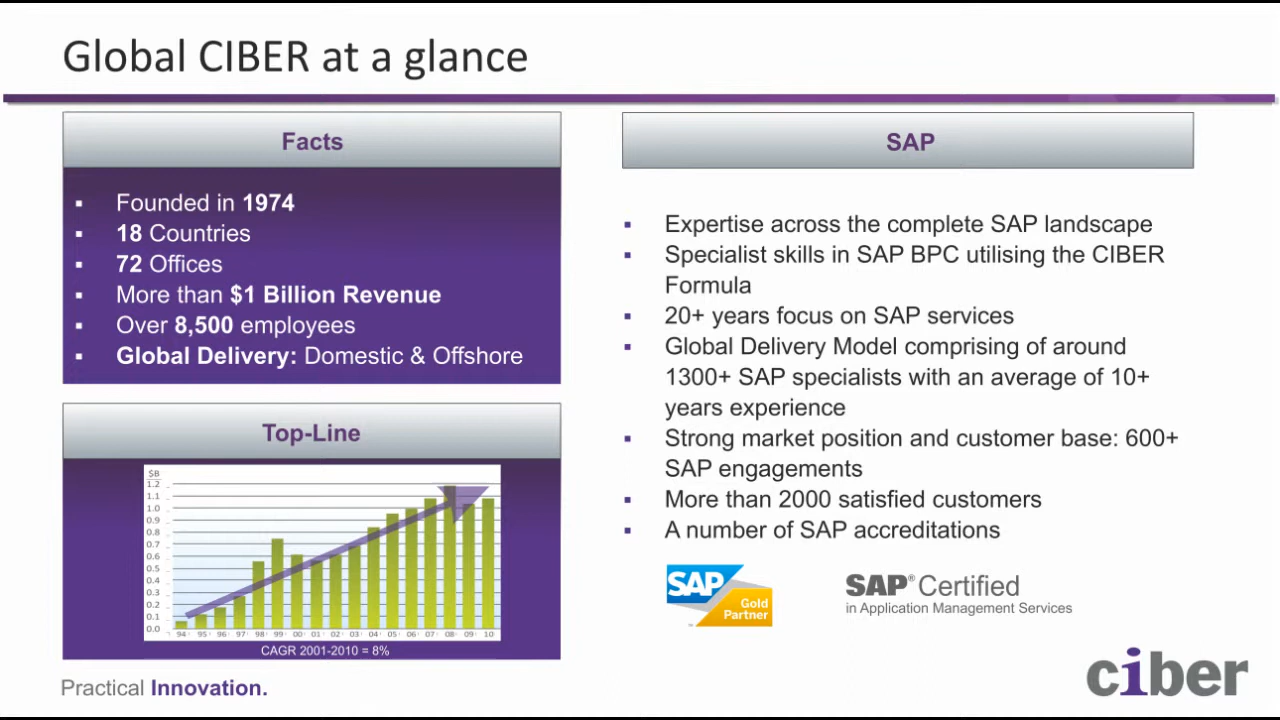 Global CIBER at a glance
Facts
Founded in 1974
18 Countries
72 Offices
More than $1 Billion Revenue
Over 8,500 employees
Global Delivery: Domestic & Offshore
Top-Line
$B
1.2
1.1
1.0
0.9
0.8
0.7
0.6
0.5
0.4
0.3
0.2
0.1
0.0
94 95 96 97 98 99 00 01 02 03 04 05 06 07 08 09 10
CAGR 2001-2010 = 8%
SAP
Expertise across the complete SAP landscape
Specialist skills in SAP BPC utilising the CIBER
Formula
20+ years focus on SAP services
Global Delivery Model comprising of around
1300+ SAP specialists with an average of 10+
years experience
Strong market position and customer base: 600+
SAP engagements
More than 2000 satisfied customers
A number of SAP accreditations
SAP
Gold
Partner
SAP® Certified
in Application Management Services
Practical Innovation.
ciber